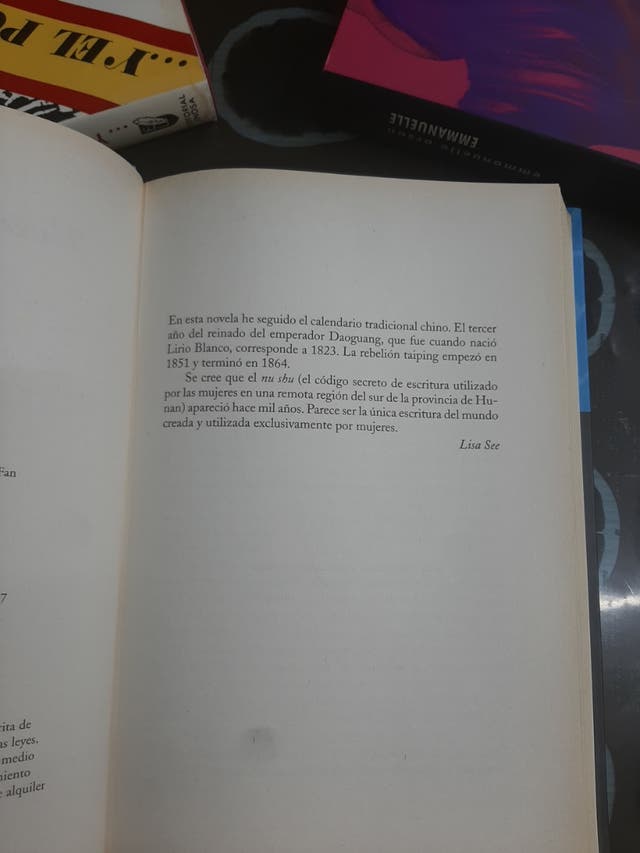 ...Y EL PO
EMMANUELLE
En esta novela he seguido el calendario tradicional chino. El tercer
año del reinado del emperador Daoguang, que fue cuando nació
Lirio Blanco, corresponde a 1823. La rebelión taiping empezó en
1851 y terminó en 1864.
Se cree que el nu shu (el código secreto de escritura utilizado
por las mujeres en una remota región del sur de la provincia de Hu-
nan) apareció hace mil años. Parece ser la única escritura del mundo
creada y utilizada exclusivamente por mujeres.
Lisa See
Fan
7
cita de
as leyes.
medio
miento
alquiler